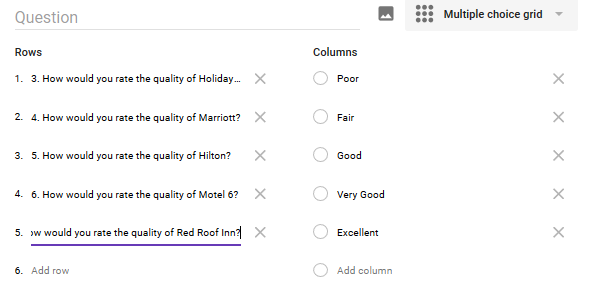 Question
Multiple choice grid
Rows
Columns
1. 3. How would you rate the quality of Holiday...
Poor
2. 4. How would you rate the quality of Marriott?
Fair
3. 5. How would you rate the quality of Hilton?
Good
4. 6. How would you rate the quality of Motel 6?
Very Good
5. ow would you rate the quality of Red Roof Inn?
Excellent
6. Add row
Add column